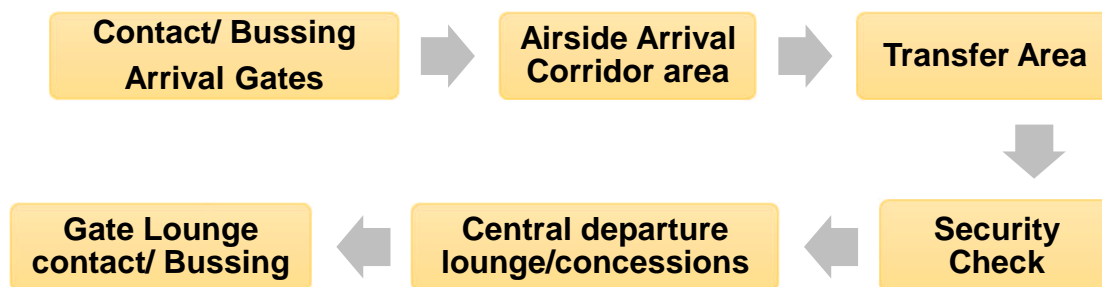 Contact/ Bussing
Arrival Gates
Airside Arrival
Corridor area
Transfer Area
Security
Check
Central departure
lounge/concessions
Gate Lounge
contact/ Bussing